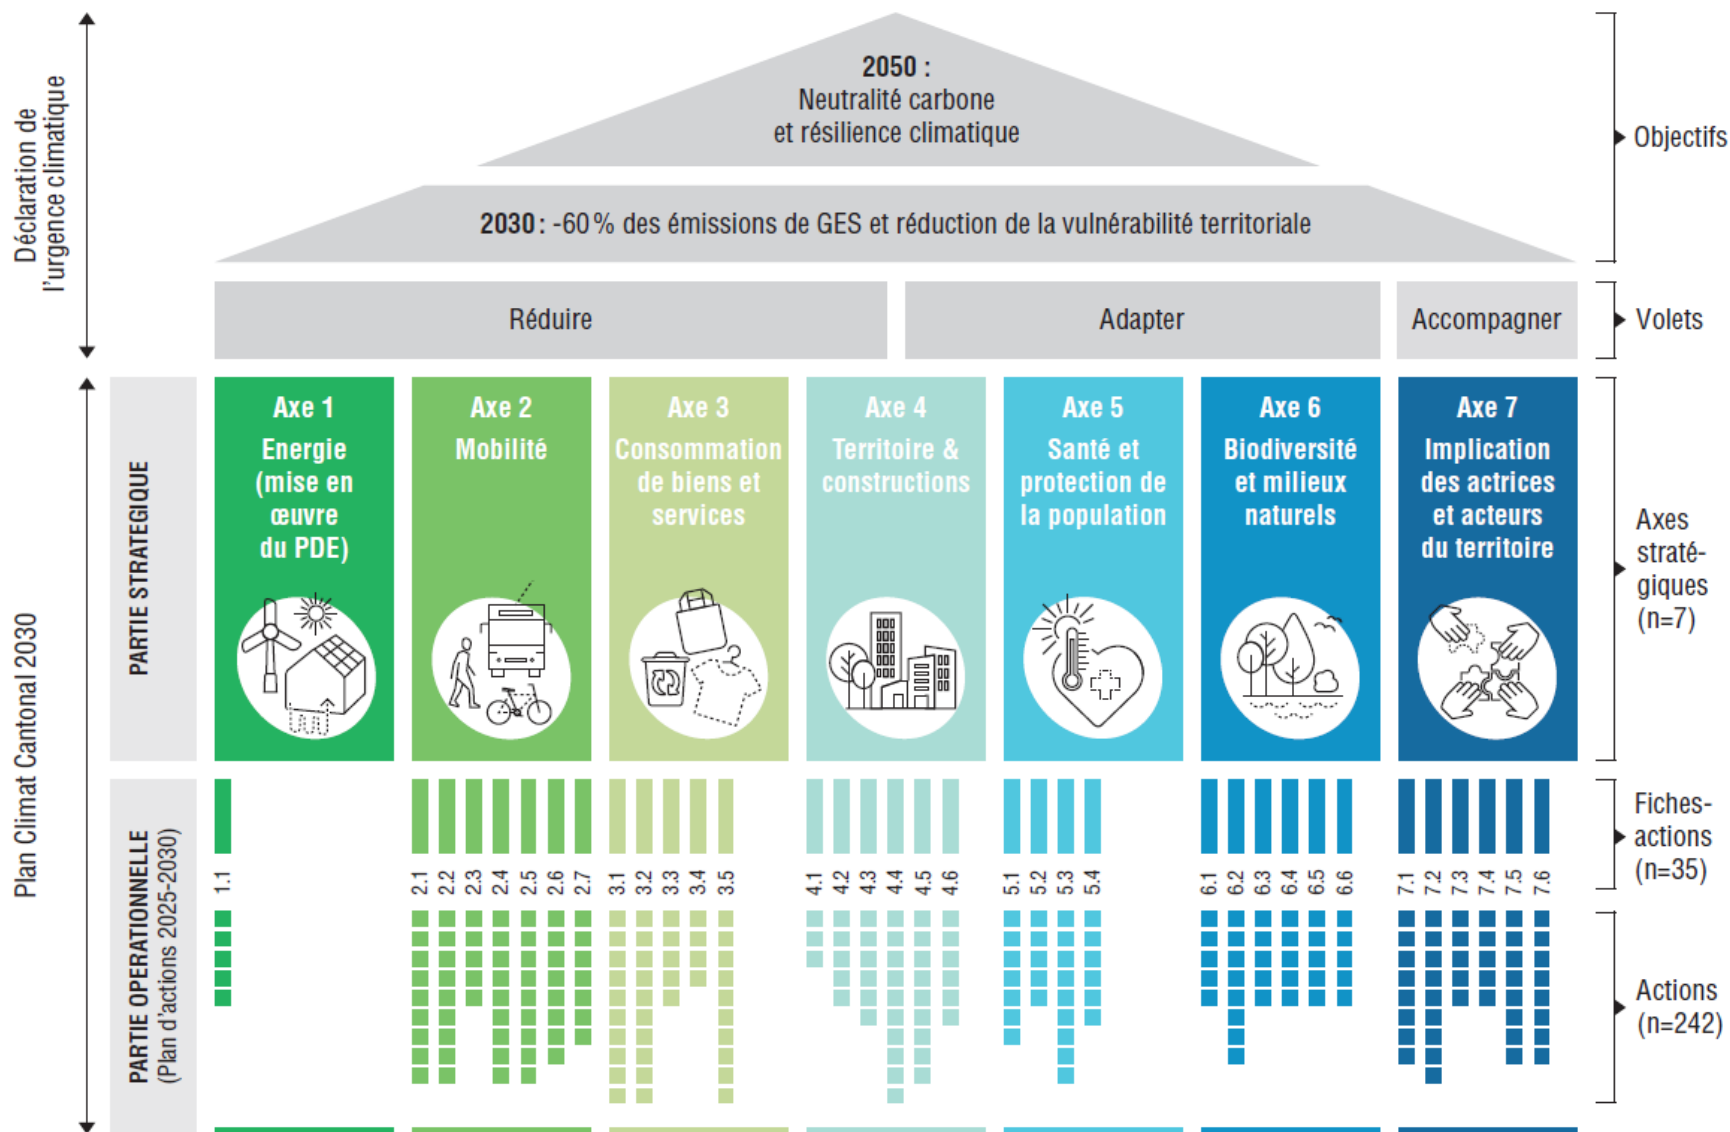 Déclaration de
l'urgence climatique
2050 :
Neutralité carbone
et résilience climatique
2030 : -60 % des émissions de GES et réduction de la vulnérabilité territoriale
Objectifs
Réduire
Adapter
Accompagner
Volets
Plan Climat Cantonal 2030
PARTIE STRATEGIQUE
Axe 1
Energie
(mise en
œuvre
du PDE)
Axe 2
Mobilité
Axe 3
Consommation
de biens et
services
Axe 4
Territoire &
constructions
Axe 5
Santé et
protection de
la population
Axe 6
Biodiversité
et milieux
naturels
Axe 7
Implication
des actrices
et acteurs
du territoire
Axes
straté-
giques
(n=7)
PARTIE OPERATIONNELLE
(Plan d'actions 2025-2030)
1.1
2.1
2.2
2.3
2.4
2.5
2.6
2.7
3.1
3.2
3.3
3.4
3.5
4.1
4.2
4.3
4.4
4.5
4.6
5.1
5.2
5.3
5.4
6.1
6.2
6.3
6.4
6.5
6.6
7.1
7.2
7.3
7.4
7.5
7.6
Fiches-
actions
(n=35)
Actions
(n=242)